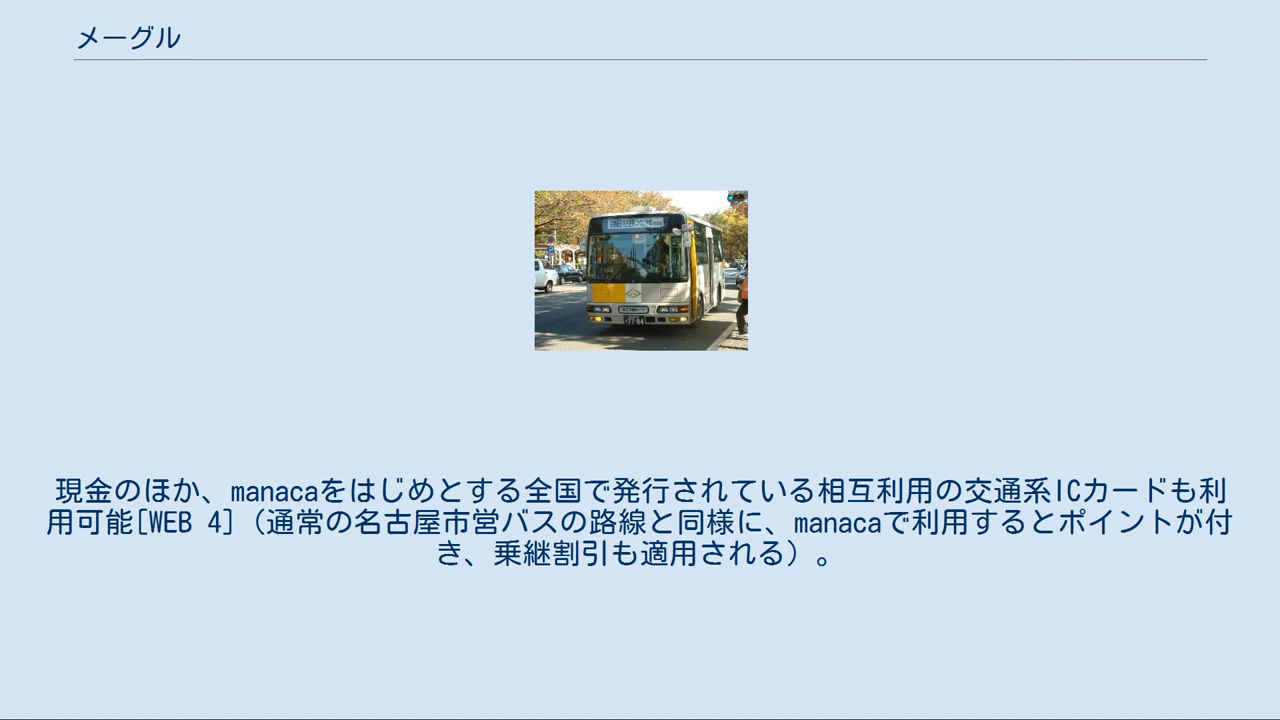 メーグル
現金のほか、manacaをはじめとする全国で発行されている相互利用の交通系ICカードも利
用可能[WEB 4]（通常の名古屋市営バスの路線と同様に、manacaで利用するとポイントが付
き、乗継割引も適用される）。